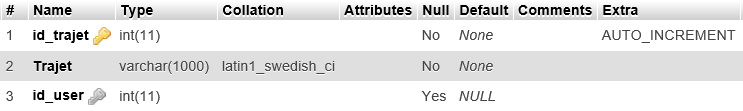 # Name Type Collation Attributes Null Default Comments Extra
1 id_trajet int(11) No None AUTO_INCREMENT
2 Trajet varchar(1000) latin1_swedish_ci No None
3 id_user int(11) Yes NULL